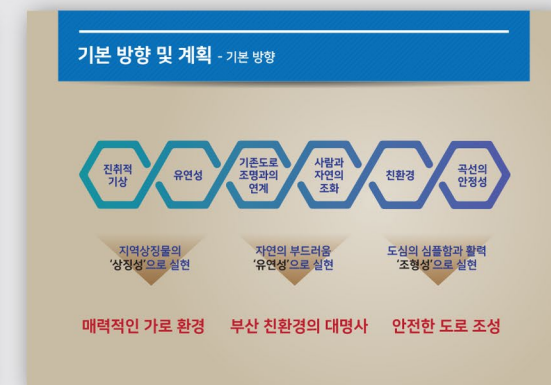 기본 방향 및 계획 - 기본 방향
진취적
기상
유연성
기존도로
조명과의
연계
사람과
자연의
조화
친환경
곡선의
안정성
지역상징물의
'상징성'으로 실현
자연의 부드러움
'유연성'으로 실현
도심의 심플함과 활력
'조형성'으로 실현
매력적인 가로 환경
부산 친환경의 대명사
안전한 도로 조성